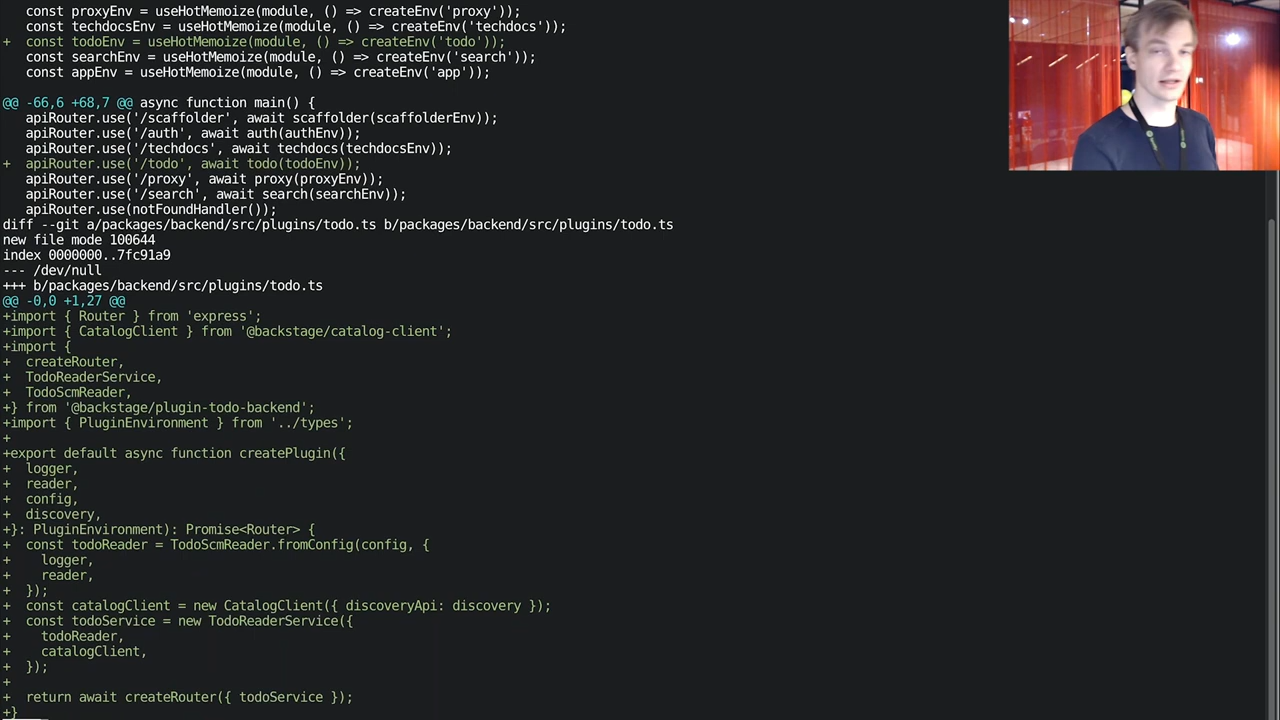 const proxyEnv = useHotMemoize(module, () => createEnv('proxy'));
  const techdocsEnv = useHotMemoize(module, () => createEnv('techdocs'));
+  const todoEnv = useHotMemoize(module, () => createEnv('todo'));
  const searchEnv = useHotMemoize(module, () => createEnv('search'));
  const appEnv = useHotMemoize(module, () => createEnv('app'));
@@ -66,6 +68,7 @@ async function main() {
  apiRouter.use('/scaffolder', await scaffolder(scaffolderEnv));
  apiRouter.use('/auth', await auth(authEnv));
  apiRouter.use('/techdocs', await techdocs(techdocsEnv));
+  apiRouter.use('/todo', await todo(todoEnv));
  apiRouter.use('/proxy', await proxy(proxyEnv));
  apiRouter.use('/search', await search(searchEnv));
  apiRouter.use(notFoundHandler());
diff --git a/packages/backend/src/plugins/todo.ts b/packages/backend/src/plugins/todo.ts
new file mode 100644
index 0000000..7fc91a9
--- /dev/null
+++ b/packages/backend/src/plugins/todo.ts
@@ -0,0 +1,27 @@
+import { Router } from 'express';
+import { CatalogClient } from '@backstage/catalog-client';
+import {
+  createRouter,
+  TodoReaderService,
+  TodoScmReader,
+} from '@backstage/plugin-todo-backend';
+import { PluginEnvironment } from '../types';
+
+export default async function createPlugin({
+  logger,
+  reader,
+  config,
+  discovery,
+}: PluginEnvironment): Promise<Router> {
+  const todoReader = TodoScmReader.fromConfig(config, {
+    logger,
+    reader,
+  });
+  const catalogClient = new CatalogClient({ discoveryApi: discovery });
+  const todoService = new TodoReaderService({
+    todoReader,
+    catalogClient,
+  });
+
+  return await createRouter({ todoService });
+}